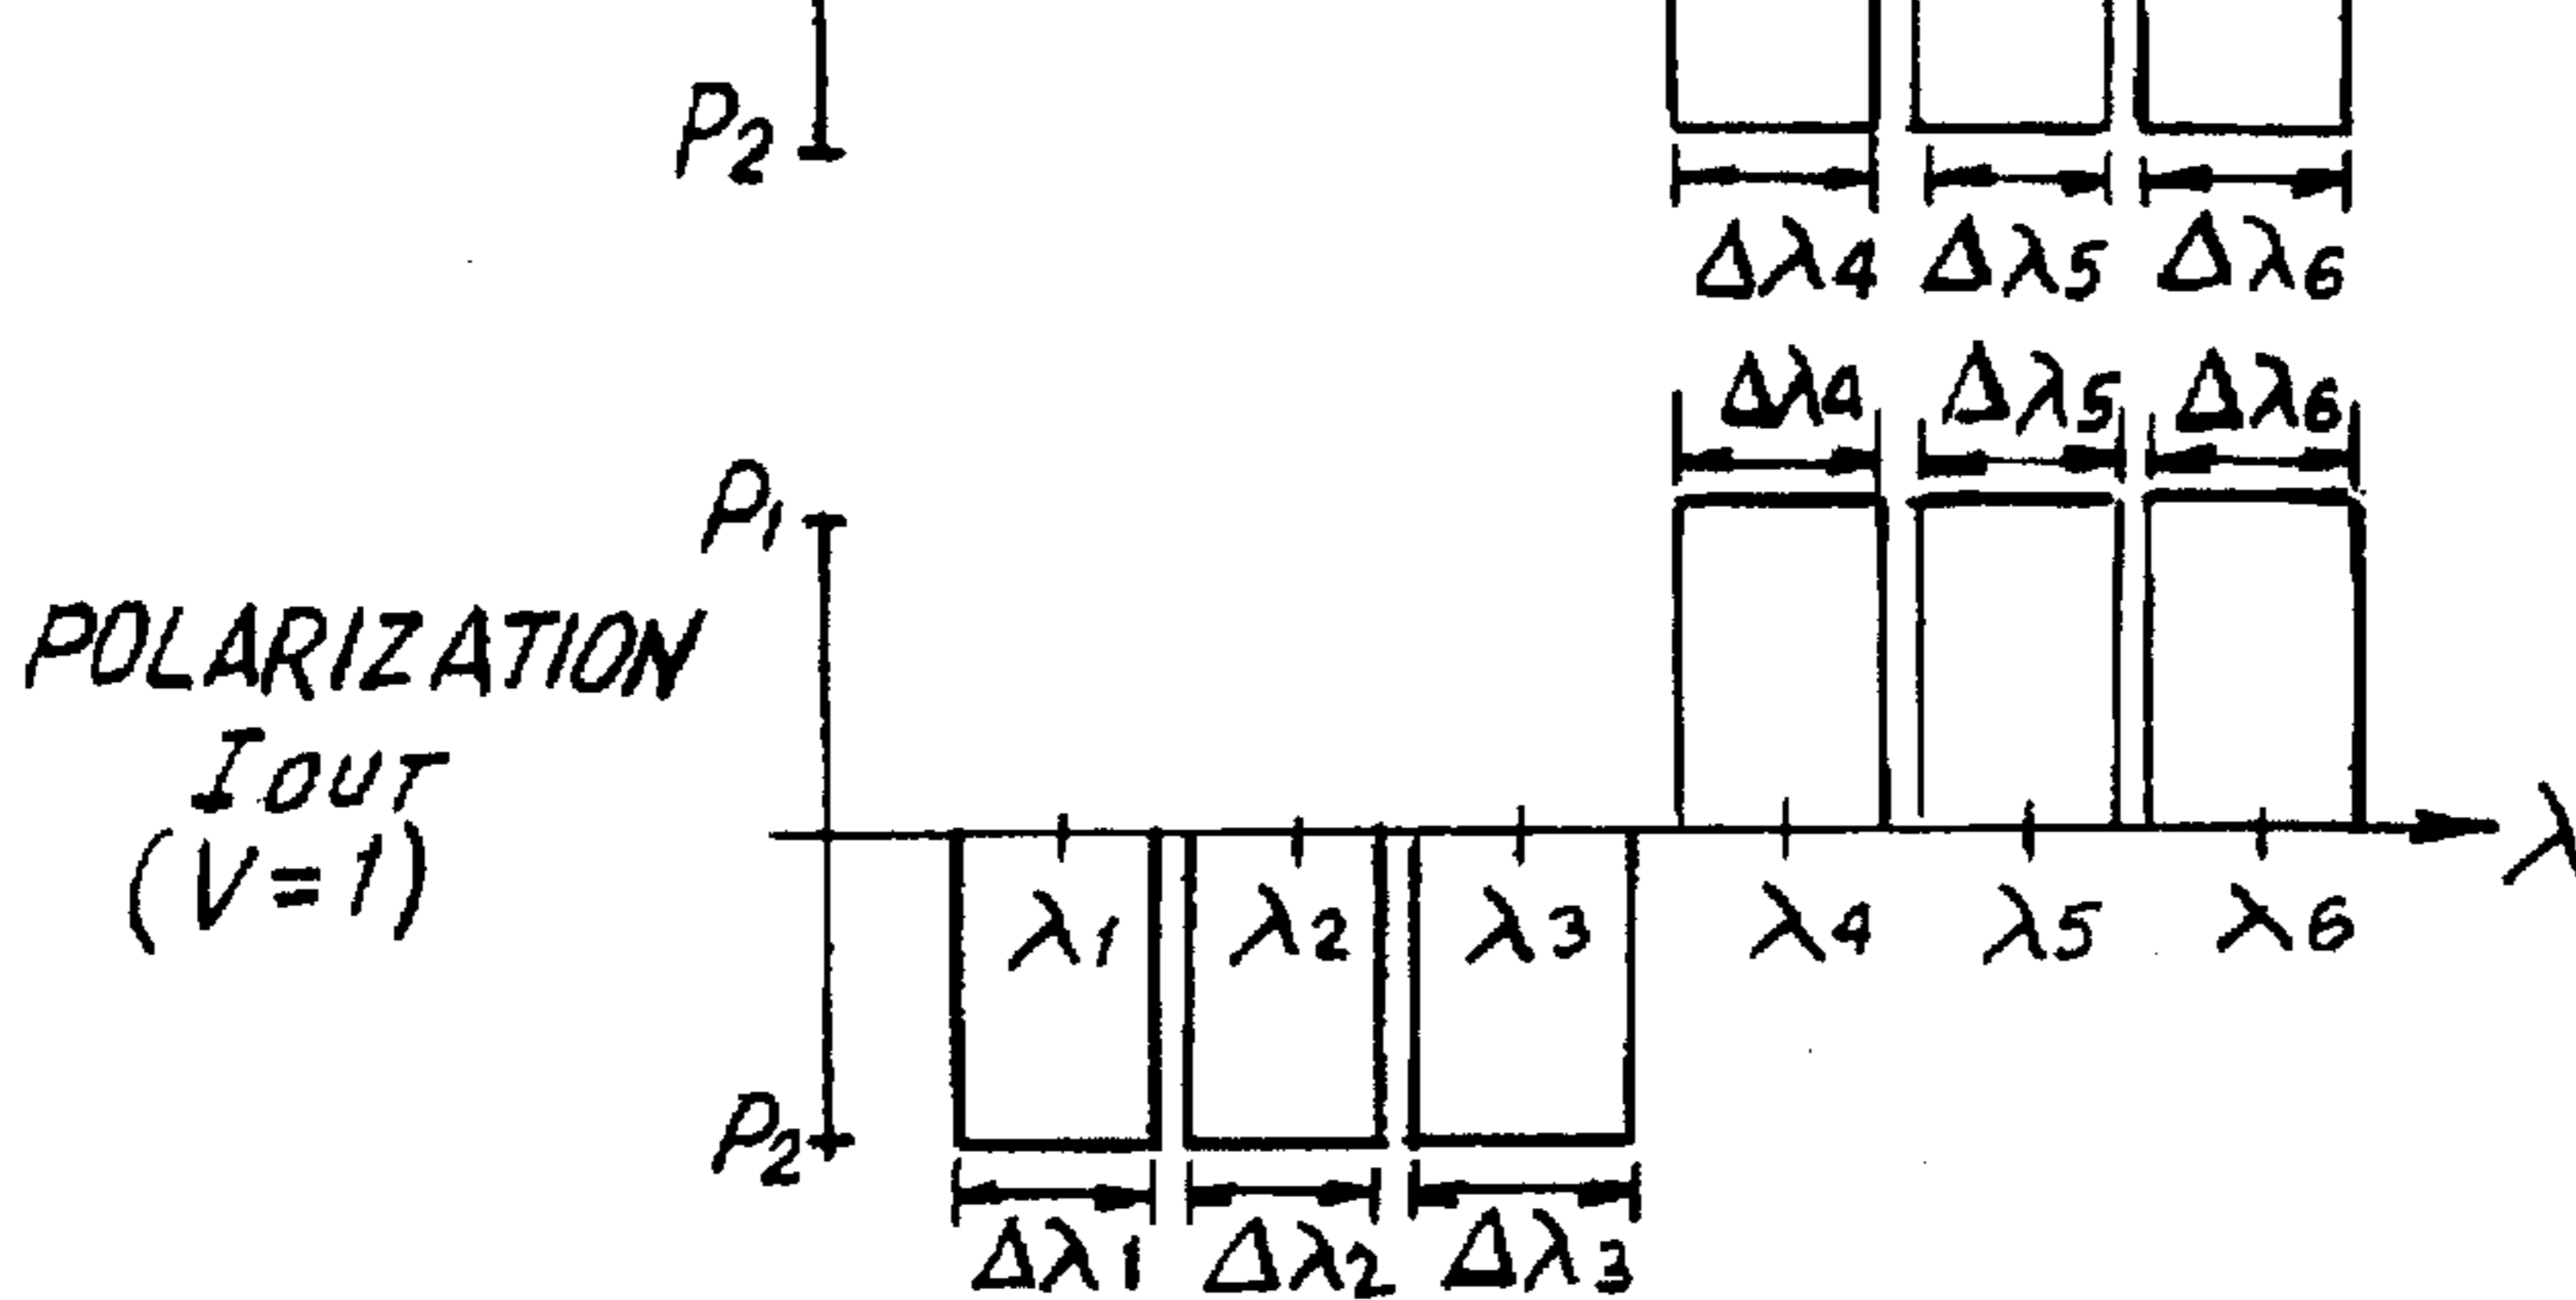 P2
Δλ4 Δλ5 Δλ6
Δλ4 Δλ5 Δλ6
P1
POLARIZATION
IOUT
(V=1)
λ
λ1 λ2 λ3 λ4 λ5 λ6
P2
Δλ1 Δλ2 Δλ3